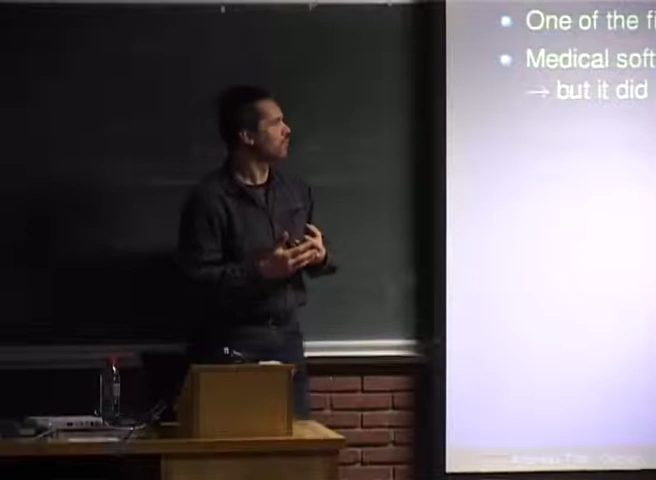 One of the fi
Medical soft
→ but it did